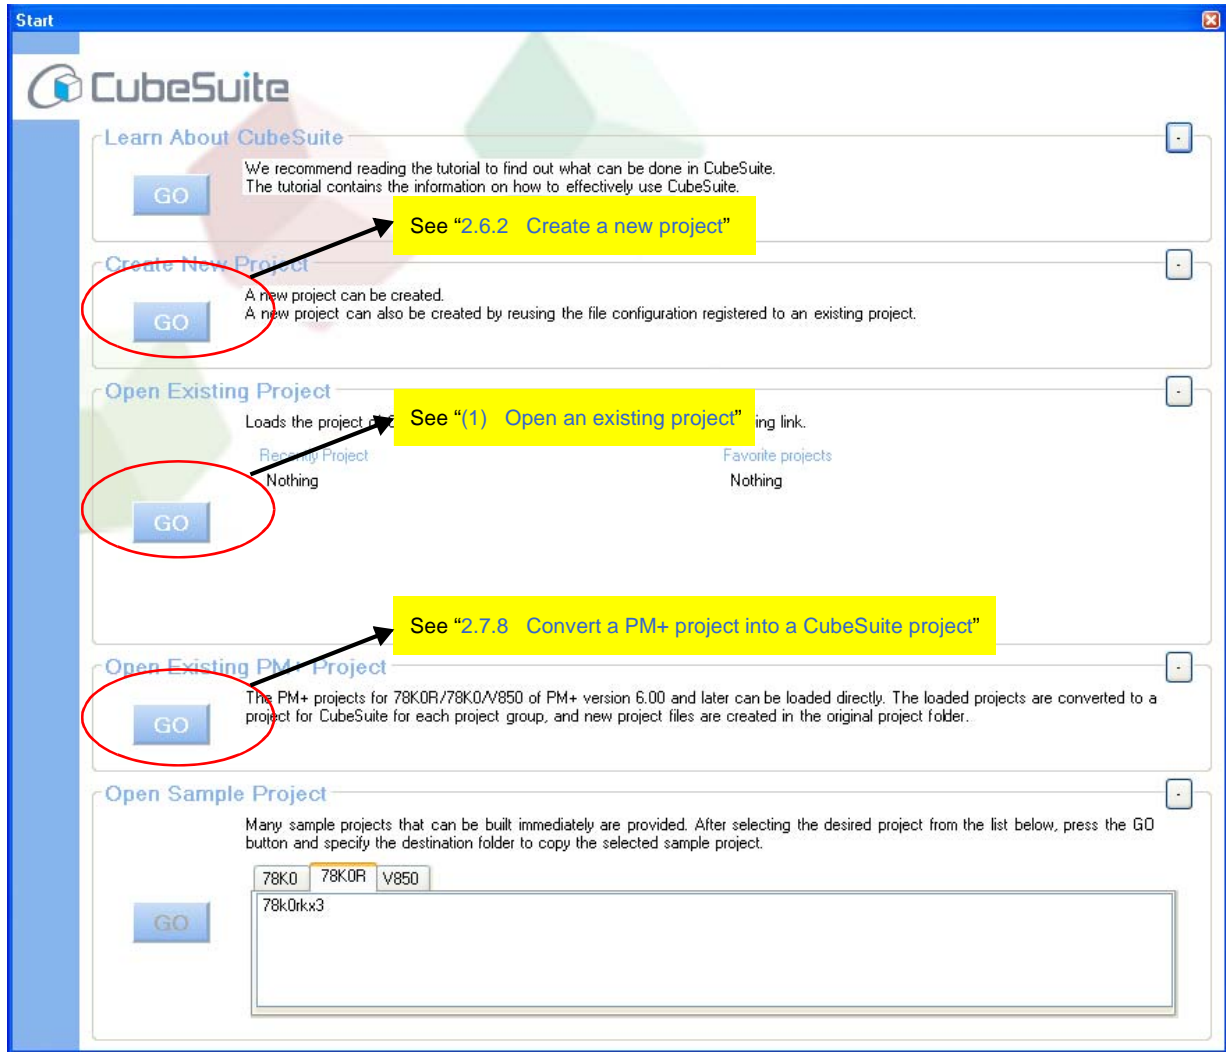 Start
CubeSuite
Learn About CubeSuite
We recommend reading the tutorial to find out what can be done in CubeSuite.
The tutorial contains the information on how to effectively use CubeSuite.
GO
See “2.6.2 Create a new project”
Create New Project
A new project can be created.
A new project can also be created by reusing the file configuration registered to an existing project.
GO
Open Existing Project
Loads the project
See “(1) Open an existing project”
ing link.
Recently Project
Favorite projects
Nothing
Nothing
GO
See “2.7.8 Convert a PM+ project into a CubeSuite project”
Open Existing PM+ Project
The PM+ projects for 78K0R/78K0/V850 of PM+ version 6.00 and later can be loaded directly. The loaded projects are converted to a
project for CubeSuite for each project group, and new project files are created in the original project folder.
GO
Open Sample Project
Many sample projects that can be built immediately are provided. After selecting the desired project from the list below, press the GO
button and specify the destination folder to copy the selected sample project.
78K0 78K0R V850
78k0rkx3
GO